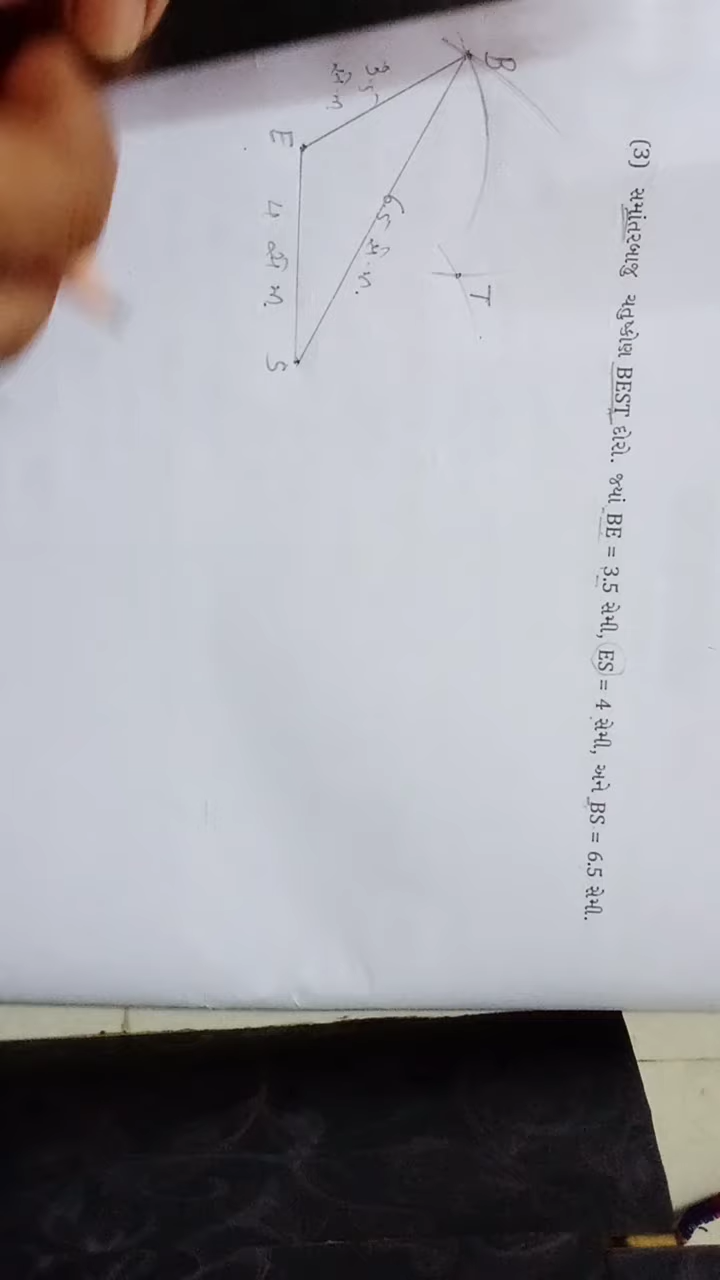 (3) સમાંતરબાજુ ચતુષ્કોણ BEST દોરો. જ્યાં BE = 3.5 સેમી, ES = 4 સેમી, અને BS = 6.5 સેમી.
B
T
3.5 સે.મ.
6.5 સે.મ.
E
4 સે.મ.
S